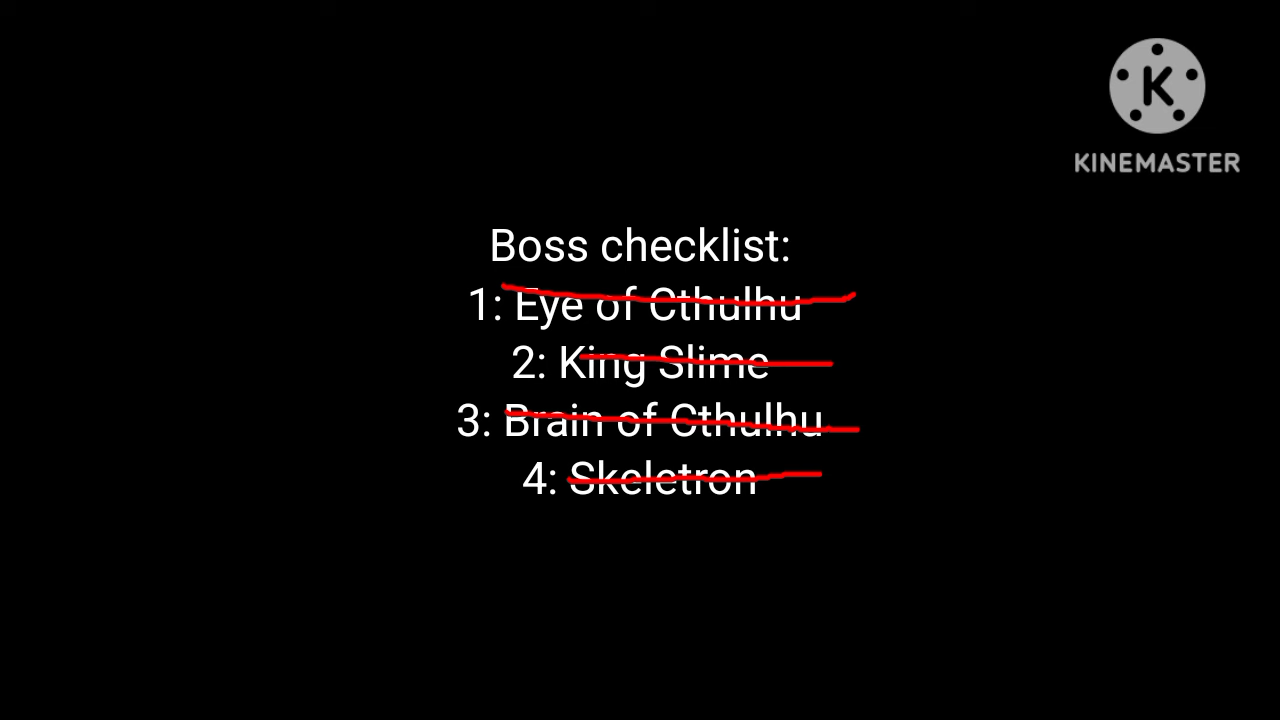 K
KINEMASTER
Boss checklist:
1: Eye of Cthulhu
2: King Slime
3: Brain of Cthulhu
4: Skeletron